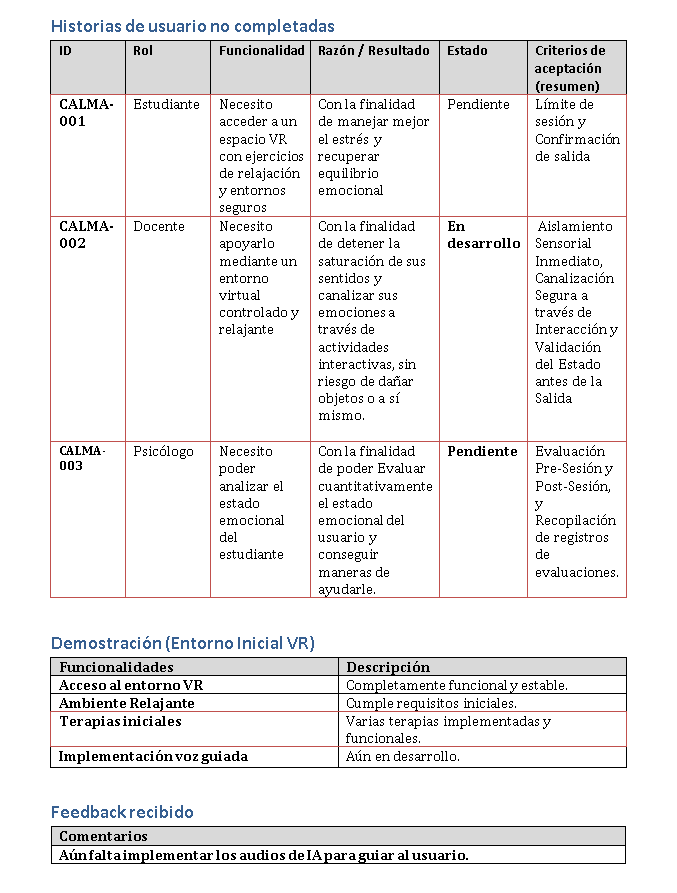 Historias de usuario no completadas
ID Rol Funcionalidad Razón / Resultado Estado Criterios de aceptación (resumen)
CALMA-001 Estudiante Necesito acceder a un espacio VR con ejercicios de relajación y entornos seguros Con la finalidad de manejar mejor el estrés y recuperar equilibrio emocional Pendiente Límite de sesión y Confirmación de salida
CALMA-002 Docente Necesito apoyarlo mediante un entorno virtual controlado y relajante Con la finalidad de detener la saturación de sus sentidos y canalizar sus emociones a través de actividades interactivas, sin riesgo de dañar objetos o a sí mismo. En desarrollo Aislamiento Sensorial Inmediato, Canalización Segura a través de Interacción y Validación del Estado antes de la Salida
CALMA-003 Psicólogo Necesito poder analizar el estado emocional del estudiante Con la finalidad de poder Evaluar cuantitativamente el estado emocional del usuario y conseguir maneras de ayudarle. Pendiente Evaluación Pre-Sesión y Post-Sesión, y Recopilación de registros de evaluaciones.
Demostración (Entorno Inicial VR)
Funcionalidades Descripción
Acceso al entorno VR Completamente funcional y estable.
Ambiente Relajante Cumple requisitos iniciales.
Terapias iniciales Varias terapias implementadas y funcionales.
Implementación voz guiada Aún en desarrollo.
Feedback recibido
Comentarios
Aún falta implementar los audios de IA para guiar al usuario.